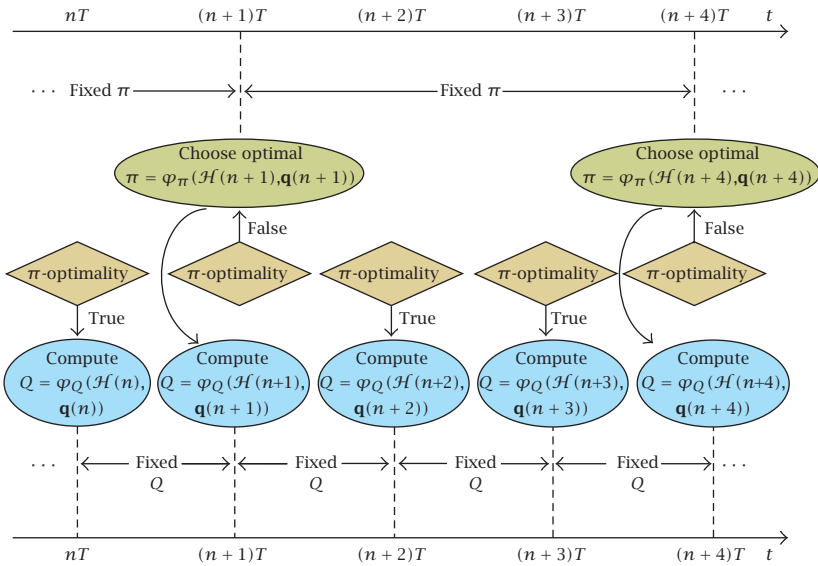 nT (n + 1)T (n + 2)T (n + 3)T (n + 4)T t
··· Fixed π Fixed π ···
Choose optimal
π = φπ(ℋ(n + 1),q(n + 1))
Choose optimal
π = φπ(ℋ(n + 4),q(n + 4))
False False
π-optimality π-optimality π-optimality π-optimality π-optimality
True True True
Compute
Q = φQ(ℋ(n),
q(n))
Compute
Q = φQ(ℋ(n+1),
q(n + 1))
Compute
Q = φQ(ℋ(n+2),
q(n + 2))
Compute
Q = φQ(ℋ(n+3),
q(n + 3))
Compute
Q = φQ(ℋ(n+4),
q(n + 4))
··· Fixed Fixed Fixed Fixed ···
Q Q Q Q
nT (n + 1)T (n + 2)T (n + 3)T (n + 4)T t